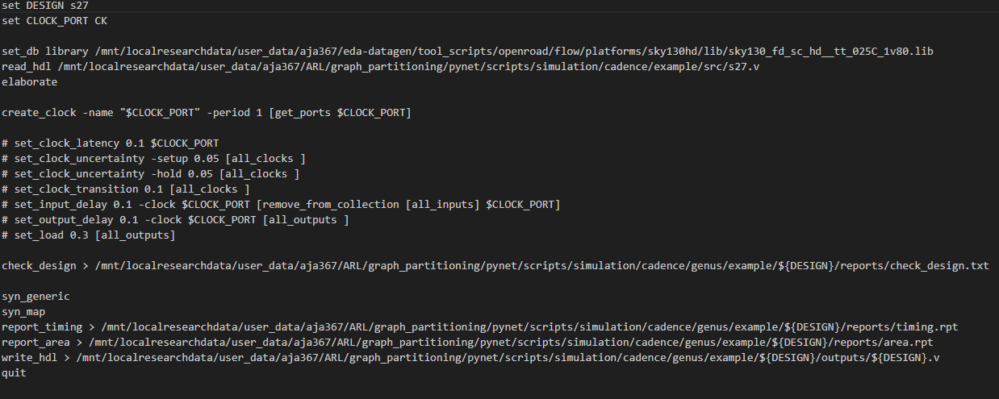 set DESIGN s27
set CLOCK_PORT CK
set_db library /mnt/localresearchdata/user_data/aja367/eda-datagen/tool_scripts/openroad/flow/platforms/sky130hd/lib/sky130_fd_sc_hd__tt_025C_1v80.lib
read_hdl /mnt/localresearchdata/user_data/aja367/ARL/graph_partitioning/pynet/scripts/simulation/cadence/example/src/s27.v
elaborate
create_clock -name "$CLOCK_PORT" -period 1 [get_ports $CLOCK_PORT]
# set_clock_latency 0.1 $CLOCK_PORT
# set_clock_uncertainty -setup 0.05 [all_clocks ]
# set_clock_uncertainty -hold 0.05 [all_clocks ]
# set_clock_transition 0.1 [all_clocks ]
# set_input_delay 0.1 -clock $CLOCK_PORT [remove_from_collection [all_inputs] $CLOCK_PORT]
# set_output_delay 0.1 -clock $CLOCK_PORT [all_outputs ]
# set_load 0.3 [all_outputs]
check_design > /mnt/localresearchdata/user_data/aja367/ARL/graph_partitioning/pynet/scripts/simulation/cadence/genus/example/${DESIGN}/reports/check_design.txt
syn_generic
syn_map
report_timing > /mnt/localresearchdata/user_data/aja367/ARL/graph_partitioning/pynet/scripts/simulation/cadence/genus/example/${DESIGN}/reports/timing.rpt
report_area > /mnt/localresearchdata/user_data/aja367/ARL/graph_partitioning/pynet/scripts/simulation/cadence/genus/example/${DESIGN}/reports/area.rpt
write_hdl > /mnt/localresearchdata/user_data/aja367/ARL/graph_partitioning/pynet/scripts/simulation/cadence/genus/example/${DESIGN}/outputs/${DESIGN}.v
quit